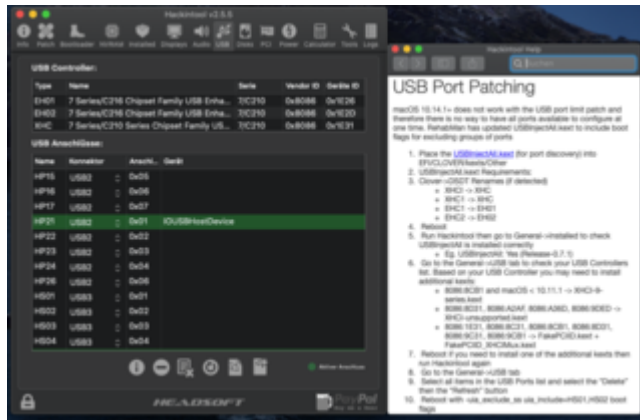 Hackintool v2.5.5
Info Patch Bootloader NVRAM Installed Displays Audio USB Disks PCI Power Calculator Tools Logs
USB Controller:
Type Name Serie Vendor ID Geräte ID
EH01 7 Series/C216 Chipset Family USB Enha... 7/C210 0x8086 0x1E26
EH02 7 Series/C216 Chipset Family USB Enha... 7/C210 0x8086 0x1E2D
XHC 7 Series/C210 Series Chipset Family US... 7/C210 0x8086 0x1E31
USB Anschlüsse:
Name Konnektor Anschl... Gerät
HP15 USB2 0x05
HP16 USB2 0x06
HP17 USB2 0x07
HP21 USB2 0x01 IOUSBHostDevice
HP22 USB2 0x02
HP23 USB2 0x03
HP24 USB2 0x04
HP26 USB2 0x06
HS01 USB3 0x01
HS02 USB3 0x02
HS03 USB3 0x03
HS04 USB3 0x04
Aktiver Anschluss
HEADSOFT
PayPal
Hackintool Help
Suchen
USB Port Patching
macOS 10.14.1+ does not work with the USB port limit patch and
therefore there is no way to have all ports available to configure at
one time. RehabMan has updated USBInjectAll.kext to include boot
flags for excluding groups of ports
1. Place the USBInjectAll.kext (for port discovery) into
EFI/CLOVER/kexts/Other
2. USBInjectAll.kext Requirements:
3. Clover->DSDT Renames (if detected)
XHCI -> XHC
XHC1 -> XHC
EHC1 -> EH01
EHC2 -> EH02
4. Reboot
5. Run Hackintool then go to General->Installed to check
USBInjectAll is installed correctly
Eg. USBInjectAll: Yes (Release-0.7.1)
6. Go to the General->USB tab to check your USB Controllers
list. Based on your USB Controller you may need to install
additional kexts:
8086:8CB1 and macOS < 10.11.1 -> XHCI-9-
series.kext
8086:8D31, 8086:A2AF, 8086:A36D, 8086:9DED ->
XHCI-unsupported.kext
8086:1E31, 8086:8C31, 8086:8CB1, 8086:8D31,
8086:9C31, 8086:9CB1 -> FakePCIID.kext +
FakePCIID_XHCIMux.kext
7. Reboot if you need to install one of the additional kexts then
run Hackintool again
8. Go to the General->USB tab
9. Select all items in the USB Ports list and select the "Delete"
then the "Refresh" button
10. Reboot with -uia_exclude_ss uia_include=HS01,HS02 boot
flags